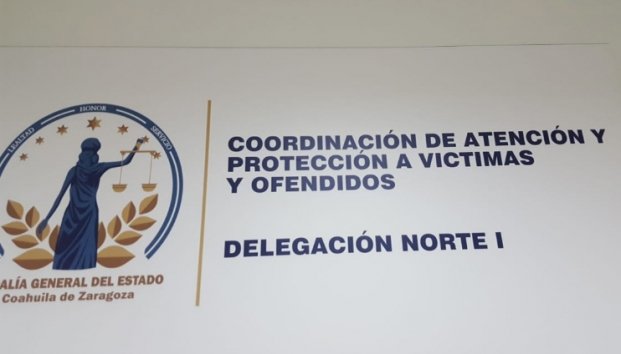 LEALTAD
HONOR
SERVICIO
COORDINACIÓN DE ATENCIÓN Y
PROTECCIÓN A VICTIMAS
Y OFENDIDOS
DELEGACIÓN NORTE I
ALÍA GENERAL DEL ESTADO
Coahuila de Zaragoza